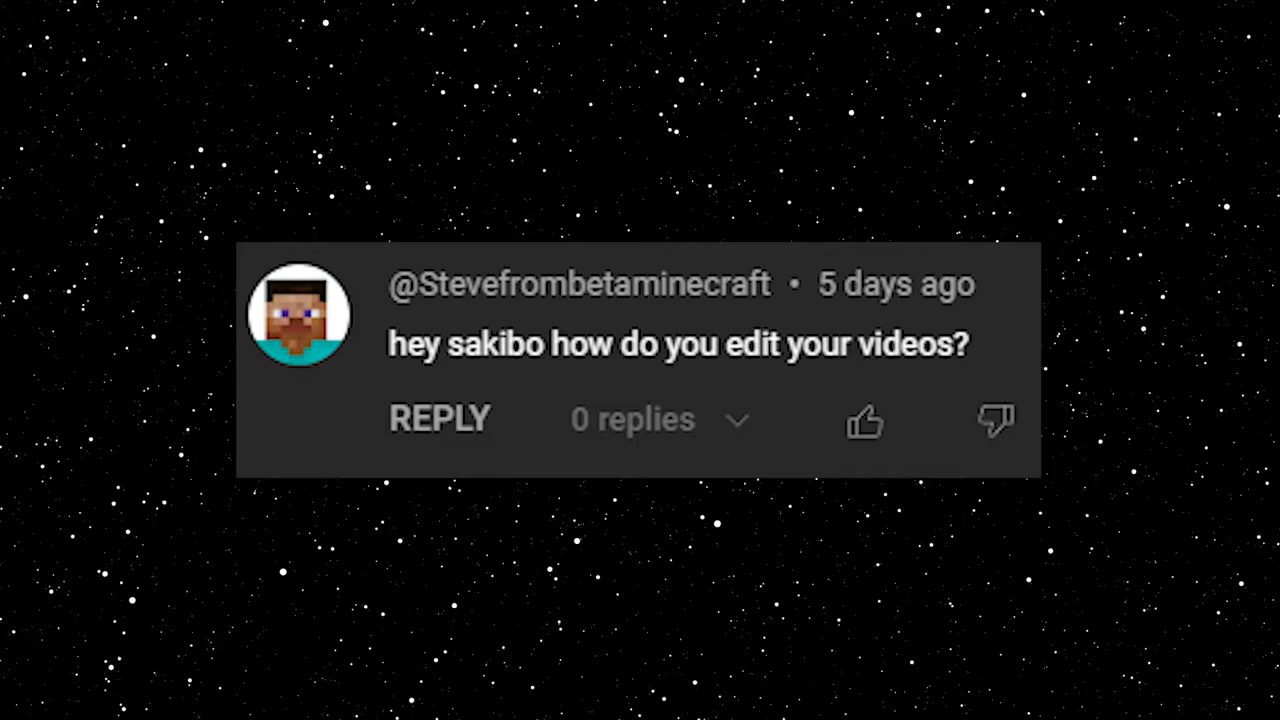 @Stevefrombetaminecraft • 5 days ago
hey sakibo how do you edit your videos?
REPLY 0 replies